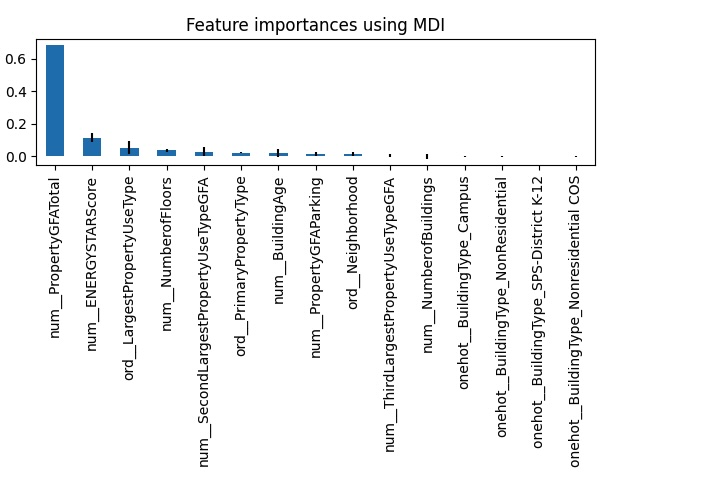 Feature importances using MDI
0.6
0.4
0.2
0.0
num__PropertyGFATotal
num__ENERGYSTARScore
ord__LargestPropertyUseType
num__NumberofFloors
num__SecondLargestPropertyUseTypeGFA
ord__PrimaryPropertyType
num__BuildingAge
num__PropertyGFAParking
ord__Neighborhood
num__ThirdLargestPropertyUseTypeGFA
num__NumberofBuildings
onehot__BuildingType_Campus
onehot__BuildingType_NonResidential
onehot__BuildingType_SPS-District K-12
onehot__BuildingType_Nonresidential COS